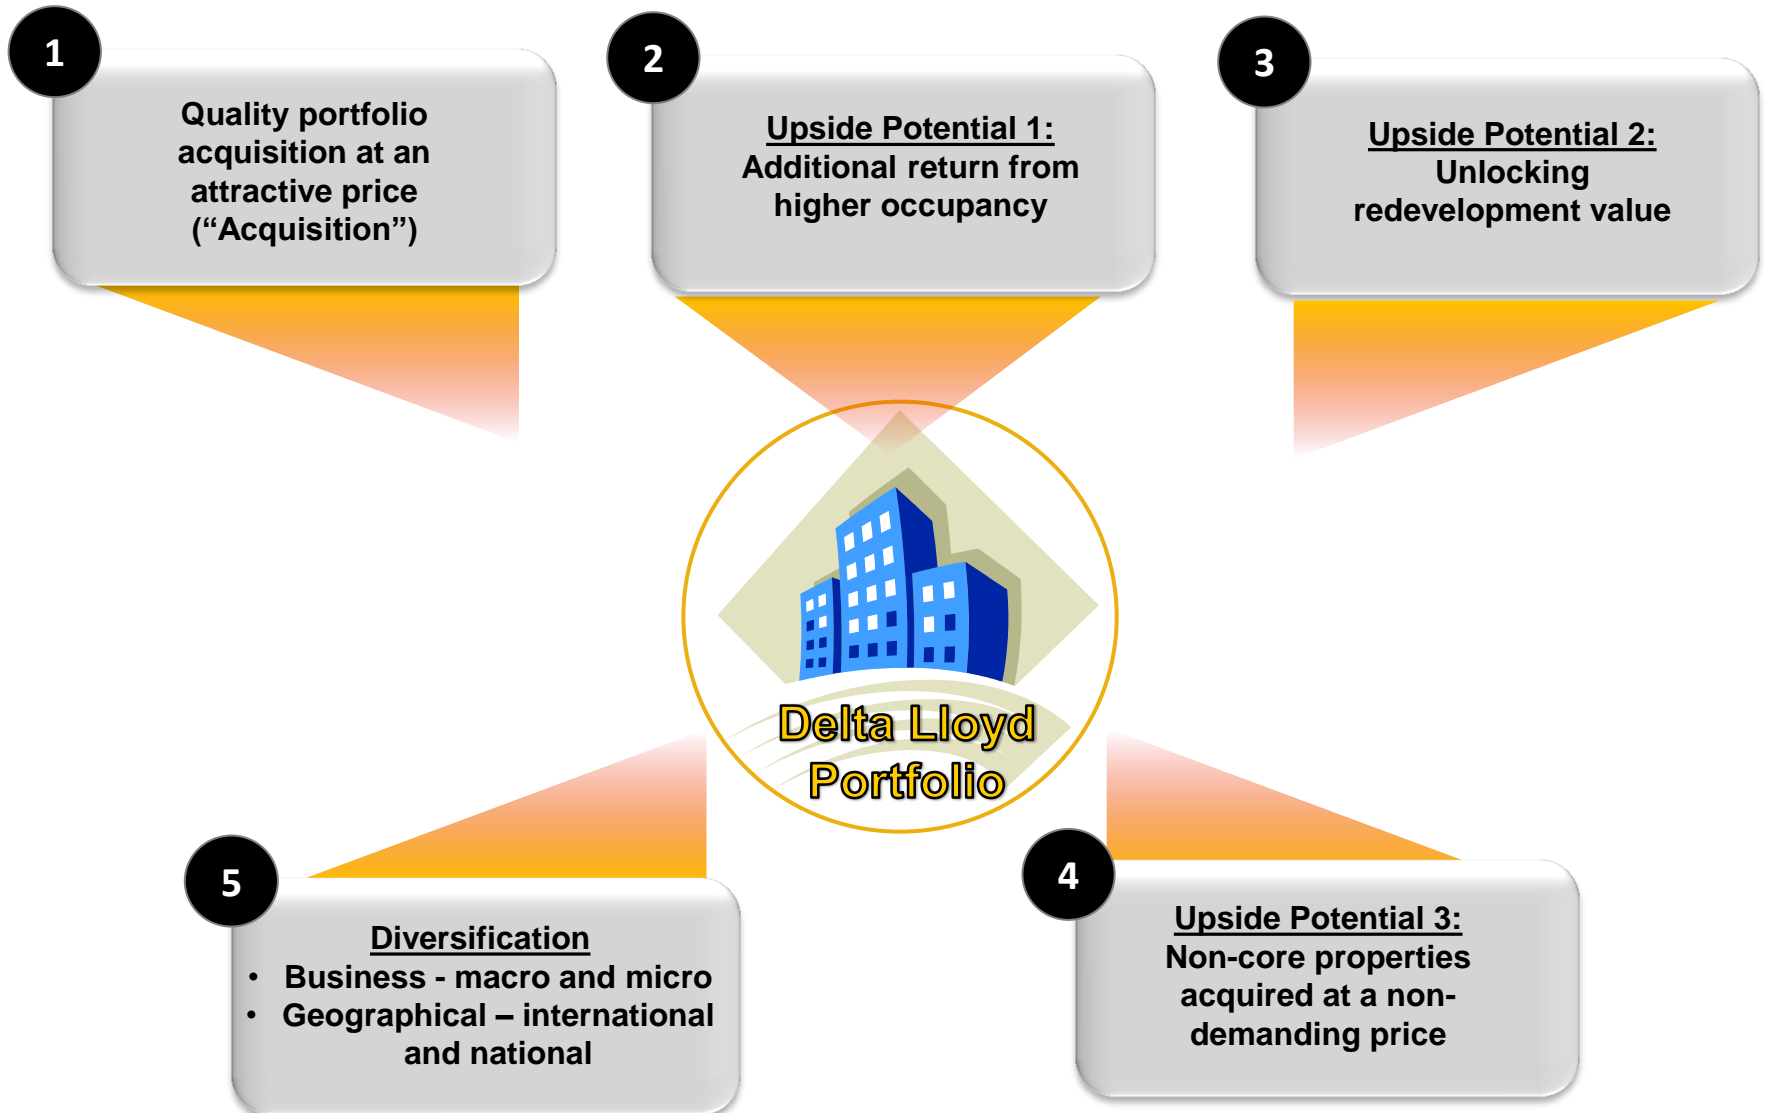 1
Quality portfolio
acquisition at an
attractive price
(“Acquisition”)
2
Upside Potential 1:
Additional return from
higher occupancy
3
Upside Potential 2:
Unlocking
redevelopment value
Delta Lloyd
Portfolio
4
Upside Potential 3:
Non-core properties
acquired at a non-
demanding price
5
Diversification
• Business - macro and micro
• Geographical – international
and national